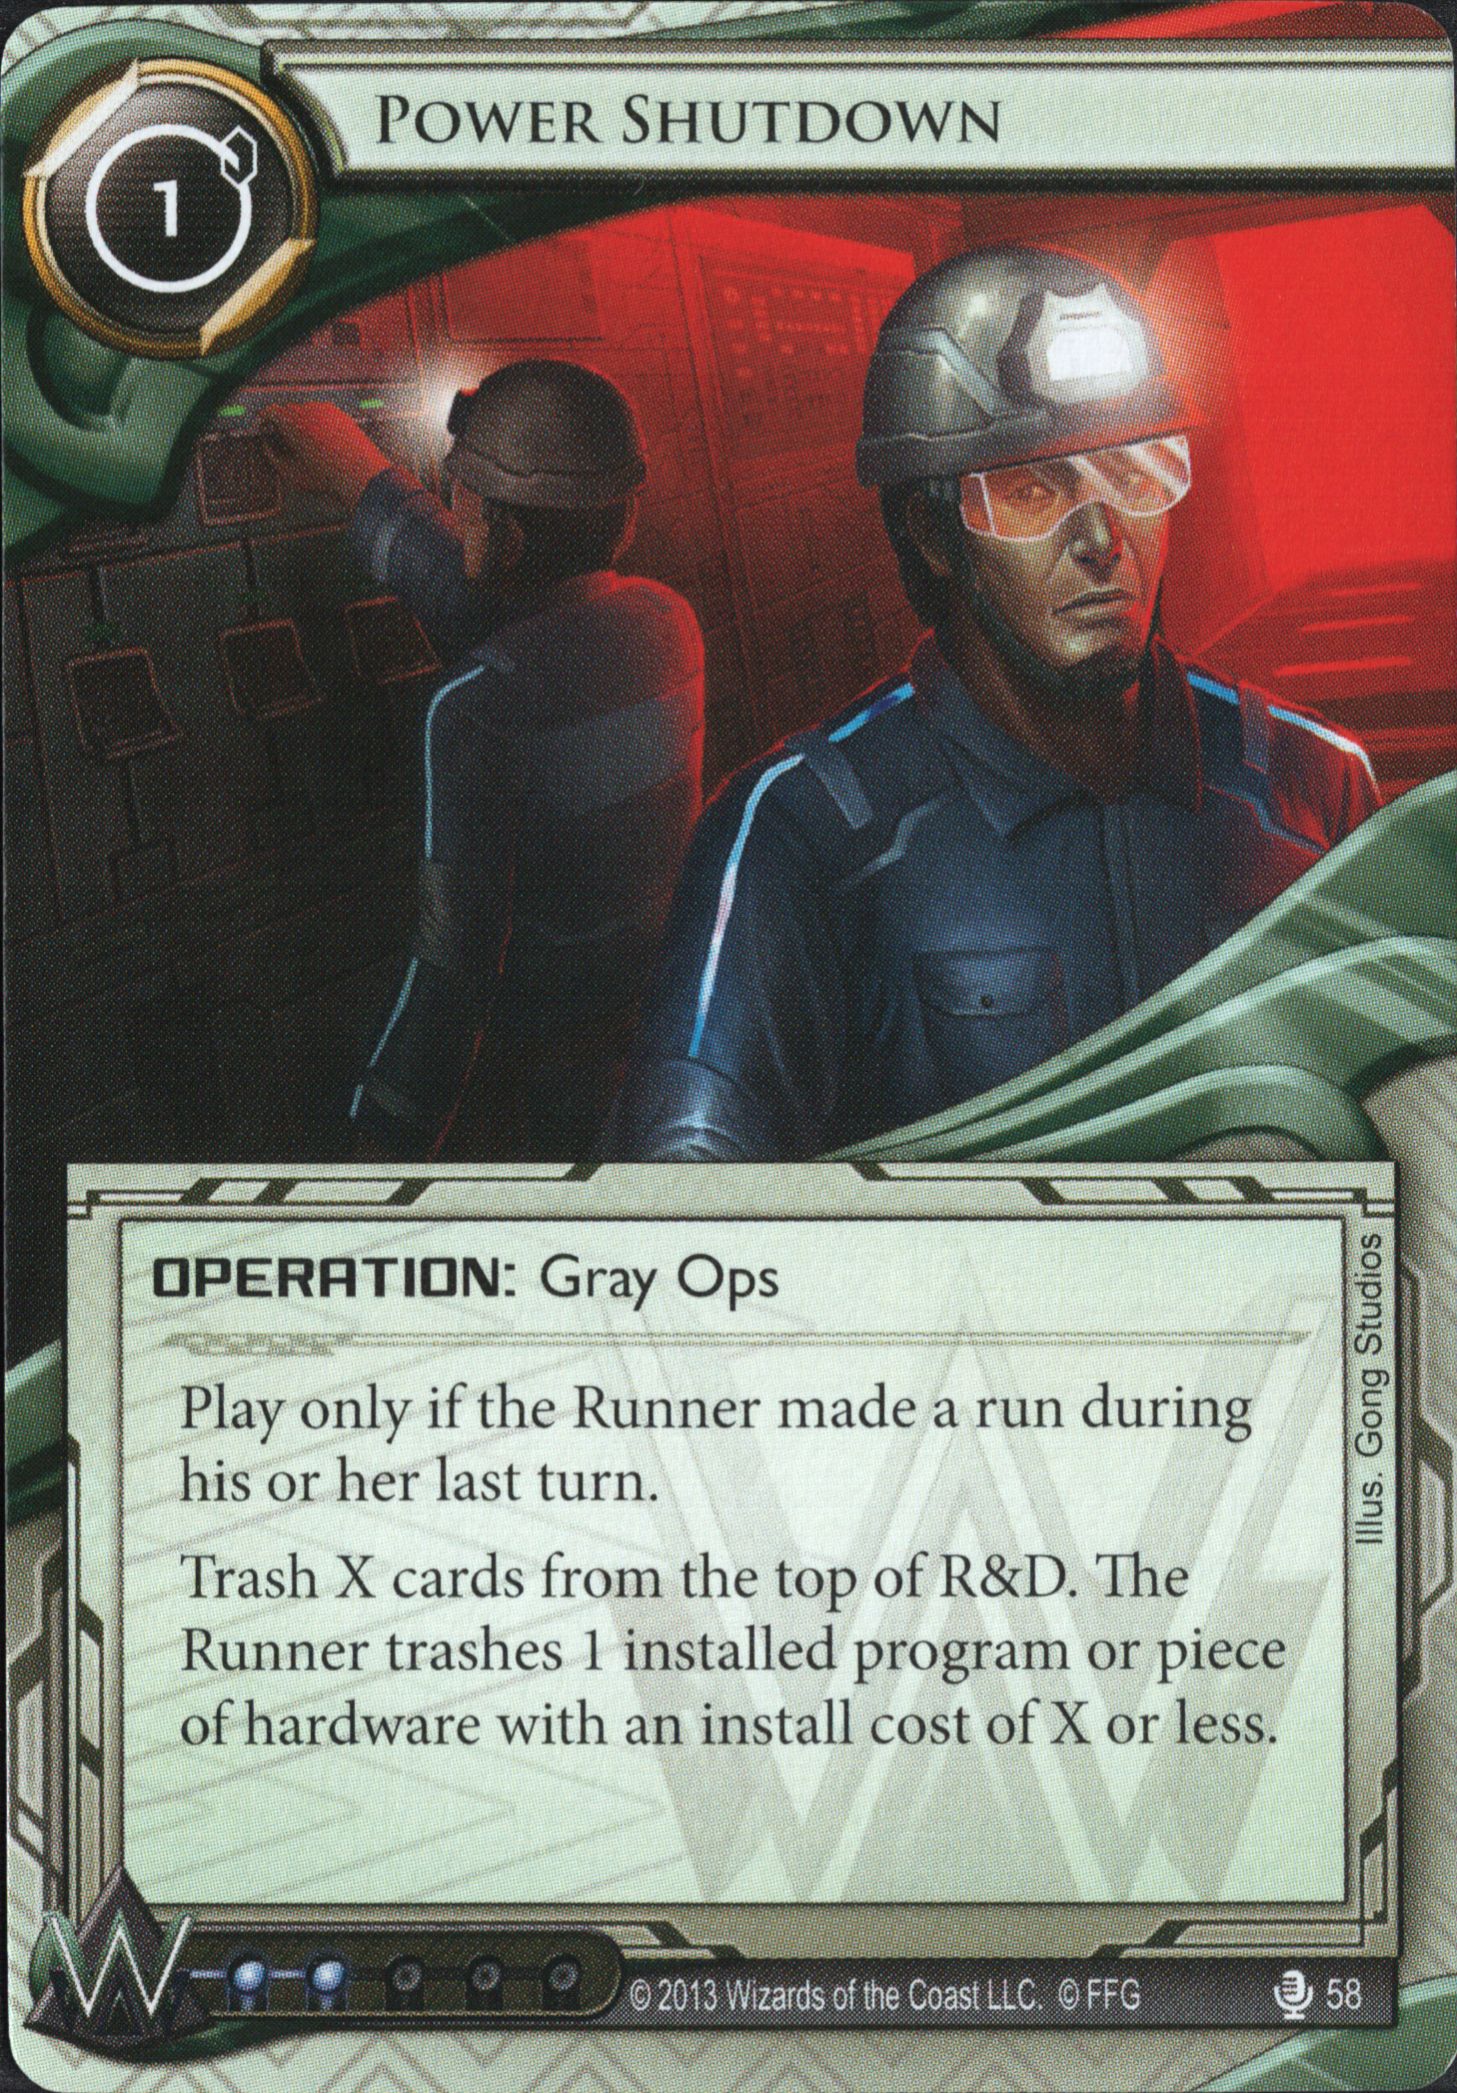 Power Shutdown
1
OPERATION: Gray Ops
Play only if the Runner made a run during
his or her last turn.
Trash X cards from the top of R&D. The
Runner trashes 1 installed program or piece
of hardware with an install cost of X or less.
Illus. Gong Studios
© 2013 Wizards of the Coast LLC. © FFG
58